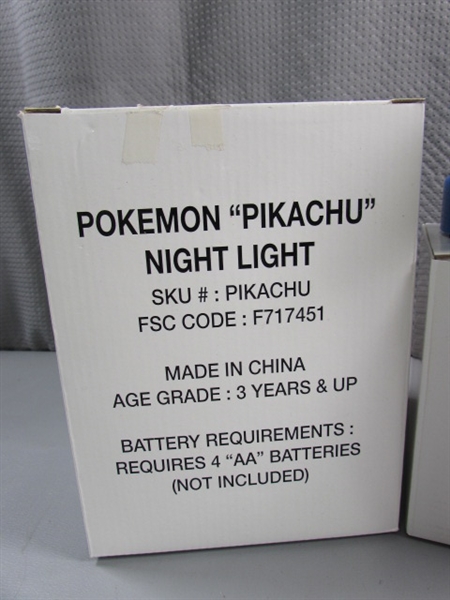 POKEMON “PIKACHU”
NIGHT LIGHT
SKU # : PIKACHU
FSC CODE : F717451
MADE IN CHINA
AGE GRADE : 3 YEARS & UP
BATTERY REQUIREMENTS :
REQUIRES 4 “AA” BATTERIES
(NOT INCLUDED)